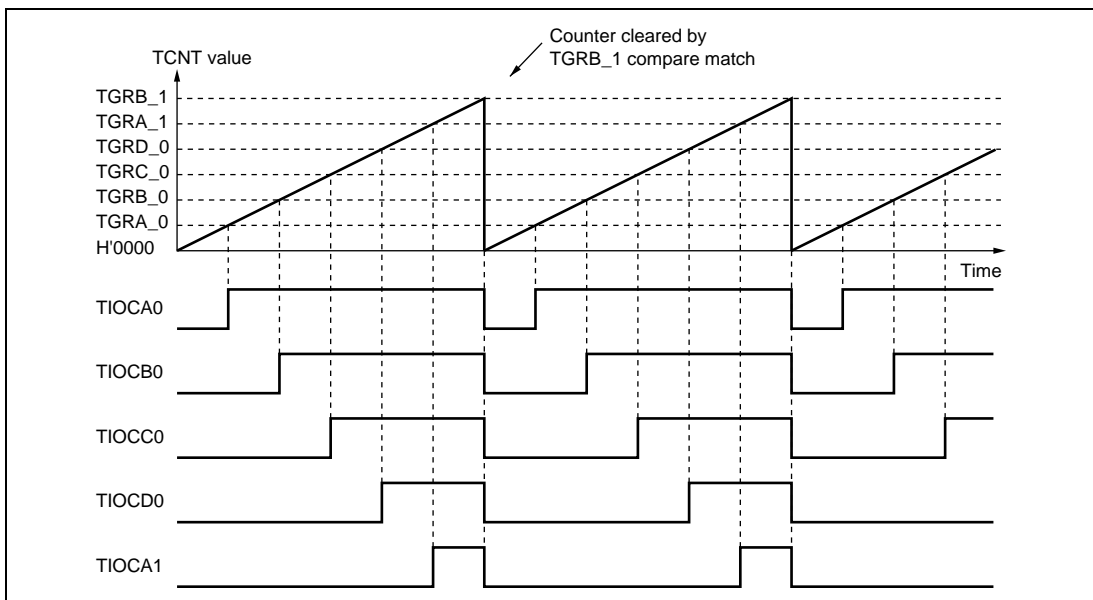 Counter cleared by
TGRB_1 compare match
TCNT value
TGRB_1
TGRA_1
TGRD_0
TGRC_0
TGRB_0
TGRA_0
H'0000
Time
TIOCA0
TIOCB0
TIOCC0
TIOCD0
TIOCA1